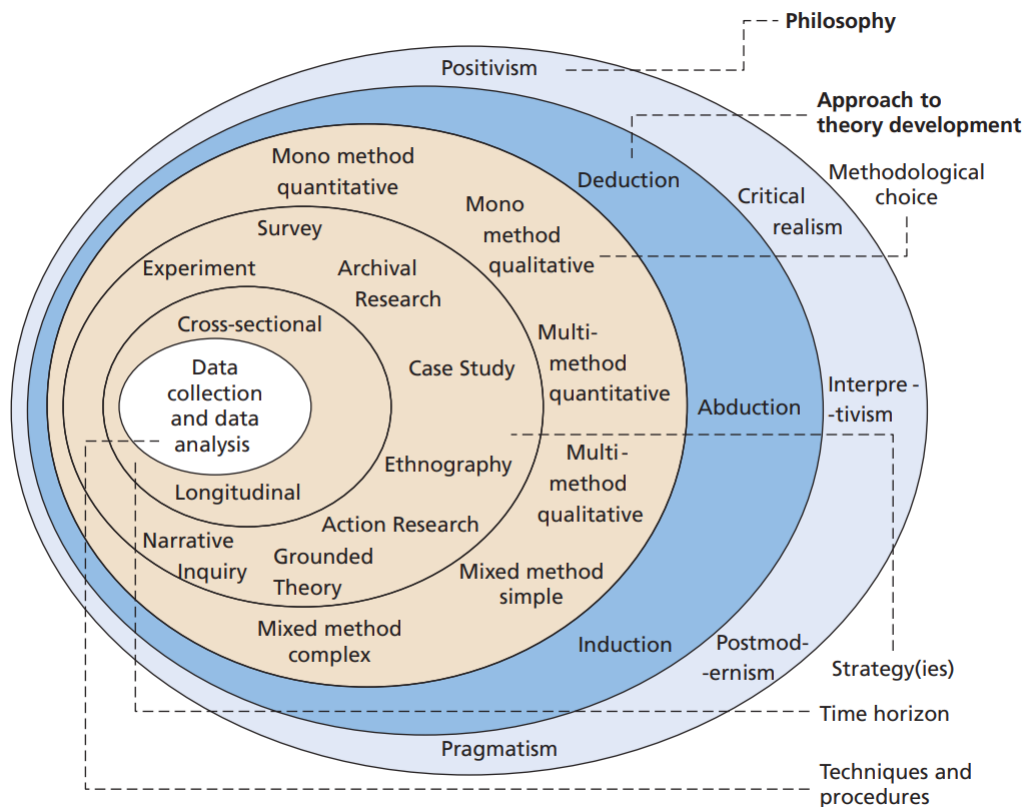 Philosophy
Positivism
Approach to
theory development
Mono method
quantitative
Deduction
Methodological
choice
Critical
realism
Mono
method
qualitative
Survey
Experiment
Archival
Research
Cross-sectional
Multi-
method
quantitative
Data
collection
and data
analysis
Case Study
Abduction
Interpre-
-tivism
Ethnography
Multi-
method
qualitative
Longitudinal
Action Research
Narrative
Inquiry
Grounded
Theory
Mixed method
simple
Mixed method
complex
Induction
Postmod-
-ernism
Strategy(ies)
Time horizon
Pragmatism
Techniques and
procedures